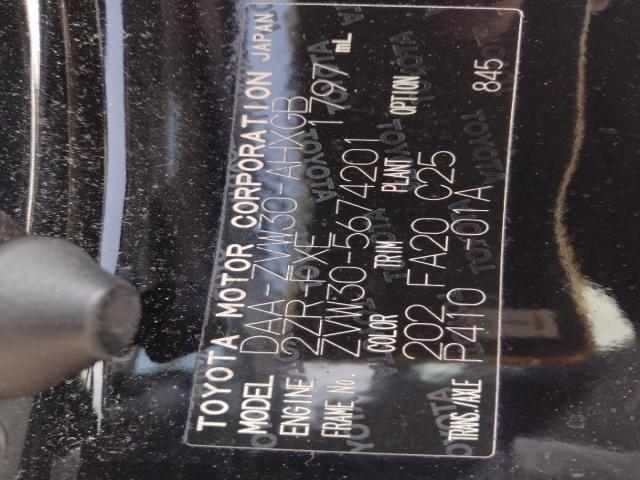 TOYOTA MOTOR CORPORATION JAPAN
MODEL DAA-ZVW30-AHXGB
ENGINE 2ZR-FXE 1797 mL
FRAME No. ZVW30-5674201
COLOR TRIM PLANT OPTION
202 FA20 C25
TRANS./AXLE P410 -01A 845